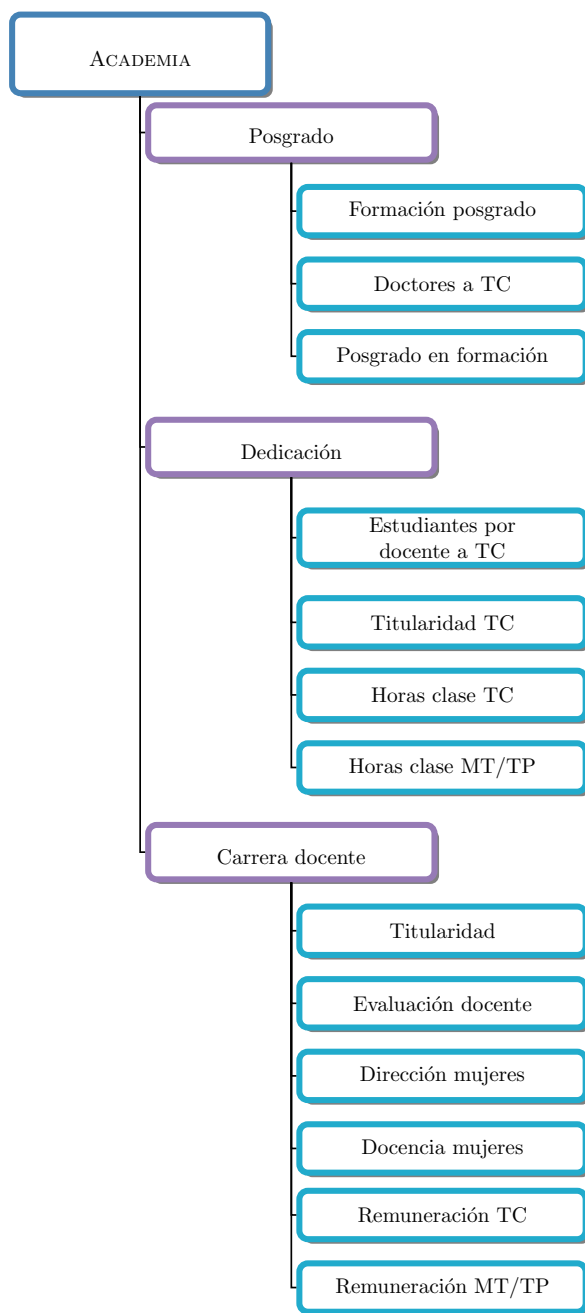 ACADEMIA
Posgrado
Formación posgrado
Doctores a TC
Posgrado en formación
Dedicación
Estudiantes por
docente a TC
Titularidad TC
Horas clase TC
Horas clase MT/TP
Carrera docente
Titularidad
Evaluación docente
Dirección mujeres
Docencia mujeres
Remuneración TC
Remuneración MT/TP